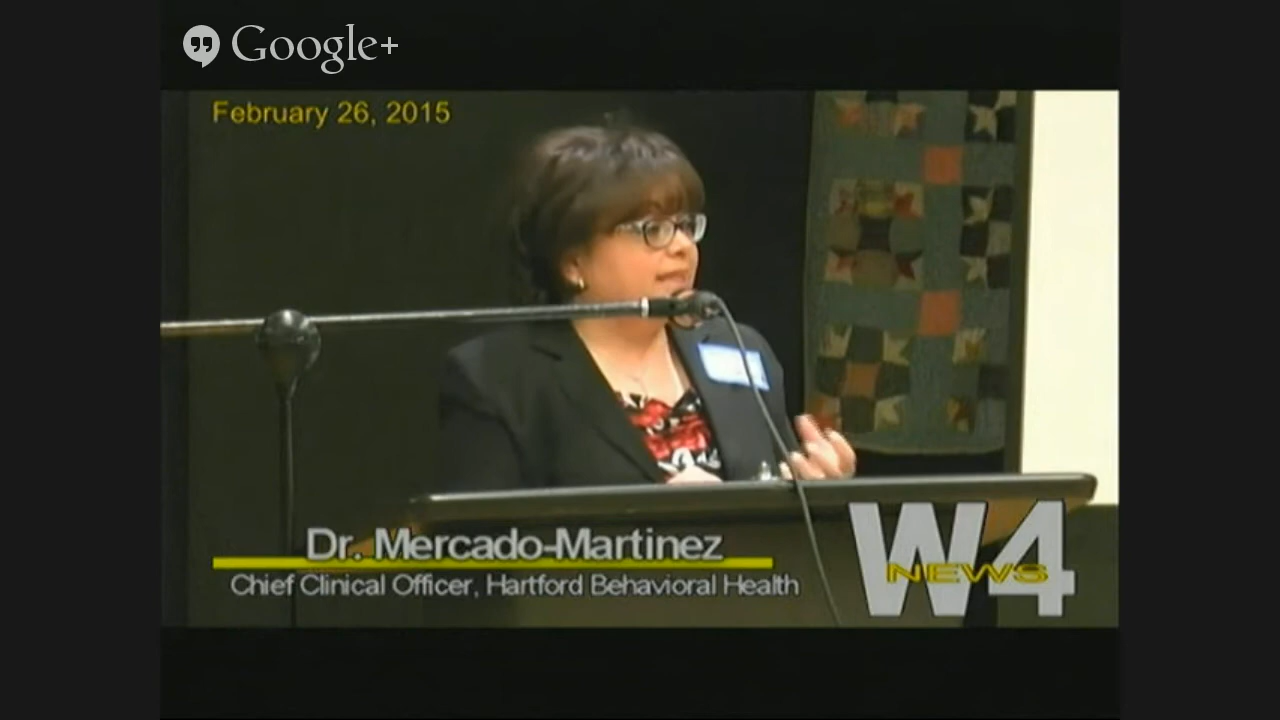 Google+
February 26, 2015
Dr. Mercado-Martinez
Chief Clinical Officer, Hartford Behavioral Health
W4
NEWS